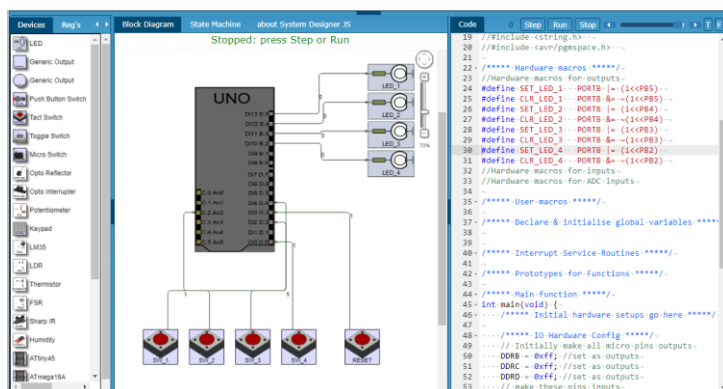 Devices Reg's
LED
Generic Output
Generic Output
Push Button Switch
Tact Switch
Toggle Switch
Micro Switch
Opto Reflector
Opto Interrupter
Potentiometer
Keypad
LM35
LDR
Thermistor
FSR
Sharp IR
Humidity
ATtiny45
ATmega16A
Block Diagram State Machine about System Designer JS
Stopped: press Step or Run
UNO
LED_1
LED_2
LED_3
LED_4
70%
SW_1
SW_2
SW_3
SW_4
RESET
Code 0 Step Run Stop T F
19 //#include <string.h>
20 //#include <avr/pgmspace.h>
21
22 /***** Hardware macros *****/
23 //Hardware macros for outputs
24 #define SET_LED_1 PORTB |= (1<<PB5)
25 #define CLR_LED_1 PORTB &= ~(1<<PB5)
26 #define SET_LED_2 PORTB |= (1<<PB4)
27 #define CLR_LED_2 PORTB &= ~(1<<PB4)
28 #define SET_LED_3 PORTB |= (1<<PB3)
29 #define CLR_LED_3 PORTB &= ~(1<<PB3)
30 #define SET_LED_4 PORTB |= (1<<PB2)
31 #define CLR_LED_4 PORTB &= ~(1<<PB2)
32 //Hardware macros for inputs
33 //Hardware macros for ADC inputs
34
35 /***** User macros *****/
36
37 /***** Declare & initialise global variables *****/
38
39
40 /***** Interrupt Service Routines *****/
41
42 /***** Prototypes for Functions *****/
43
44 /***** Main function *****/
45 int main(void) {
46 /***** Initial hardware setups go here *****/
47
48 /***** IO Hardware Config *****/
49 // Initially make all micro pins outputs
50 DDRB = 0xff; //set as outputs
51 DDRC = 0xff; //set as outputs
52 DDRD = 0xff; //set as outputs
53 // make these pins inputs